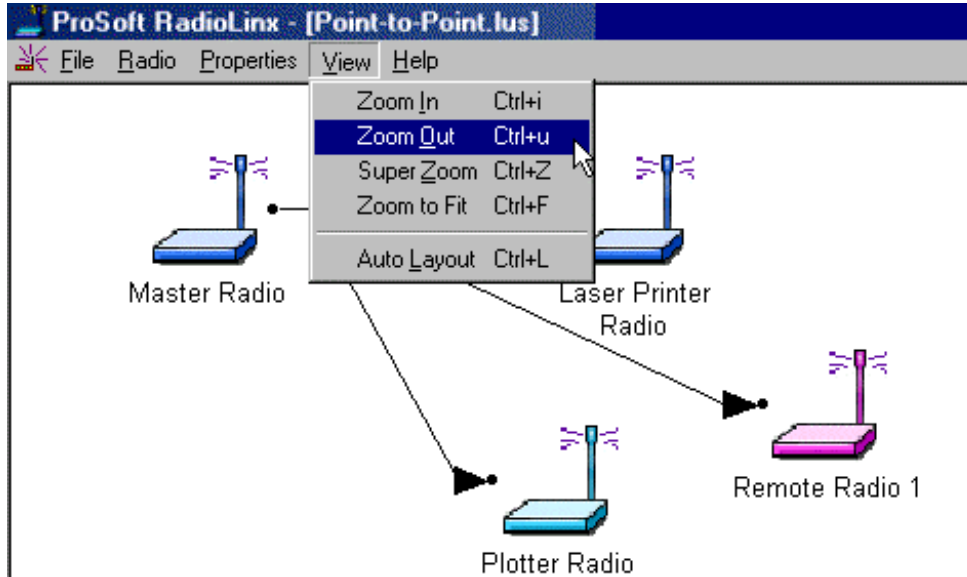 ProSoft RadioLinx - [Point-to-Point.lus]
File Radio Properties View Help
Zoom In Ctrl+i
Zoom Out Ctrl+u
Super Zoom Ctrl+Z
Zoom to Fit Ctrl+F
Auto Layout Ctrl+L
Master Radio
Laser Printer
Radio
Remote Radio 1
Plotter Radio